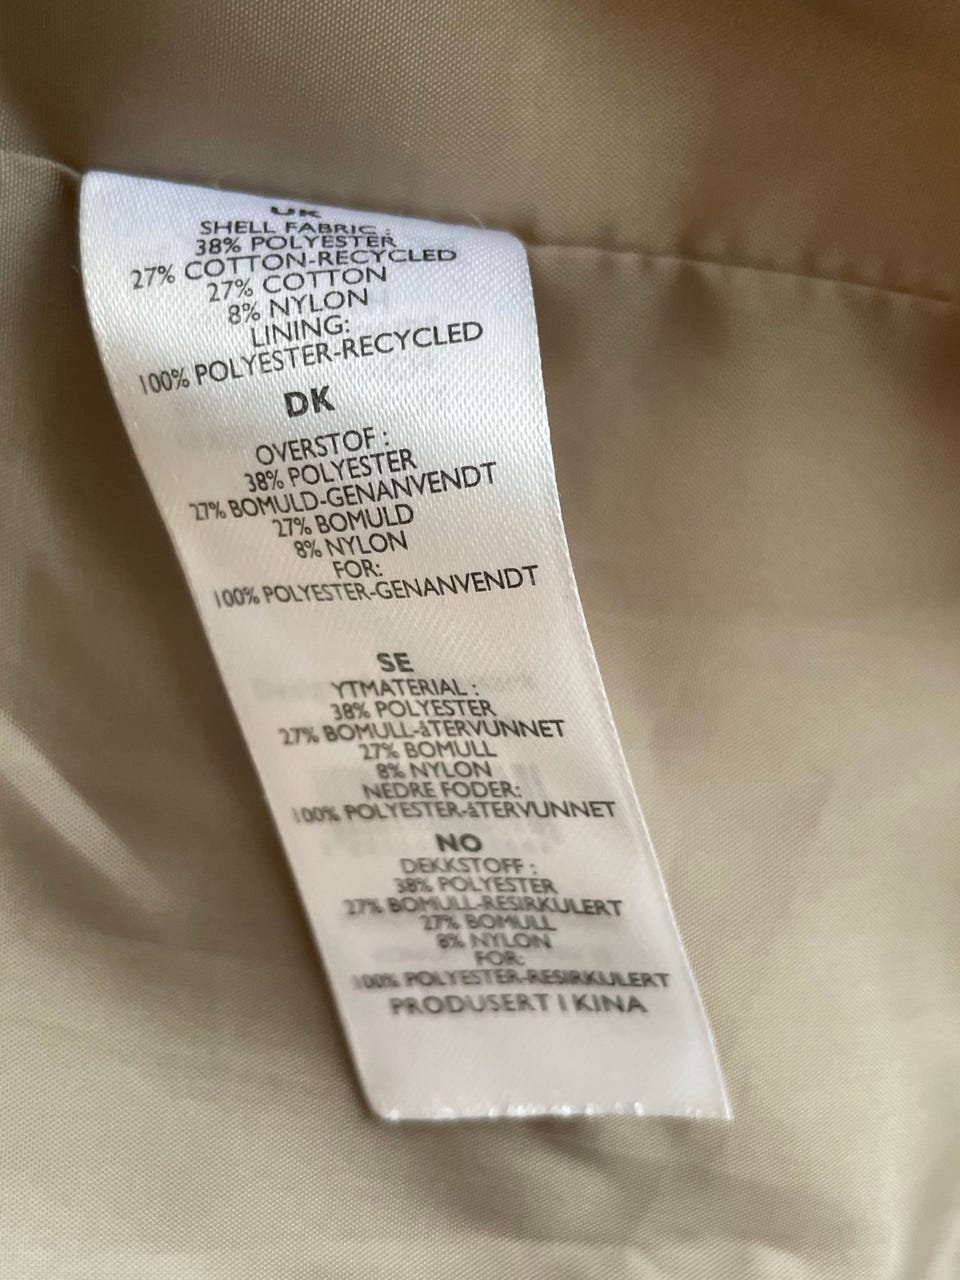 UK
SHELL FABRIC :
38% POLYESTER
27% COTTON-RECYCLED
27% COTTON
8% NYLON
LINING:
100% POLYESTER-RECYCLED
DK
OVERSTOF :
38% POLYESTER
27% BOMULD-GENANVENDT
27% BOMULD
8% NYLON
FOR:
100% POLYESTER-GENANVENDT
SE
YTMATERIAL :
38% POLYESTER
27% BOMULL-åTERVUNNET
27% BOMULL
8% NYLON
NEDRE FODER:
100% POLYESTER-åTERVUNNET
NO
DEKKSTOFF :
38% POLYESTER
27% BOMULL-RESIRKULERT
27% BOMULL
8% NYLON
FOR:
100% POLYESTER-RESIRKULERT
PRODUSERT I KINA